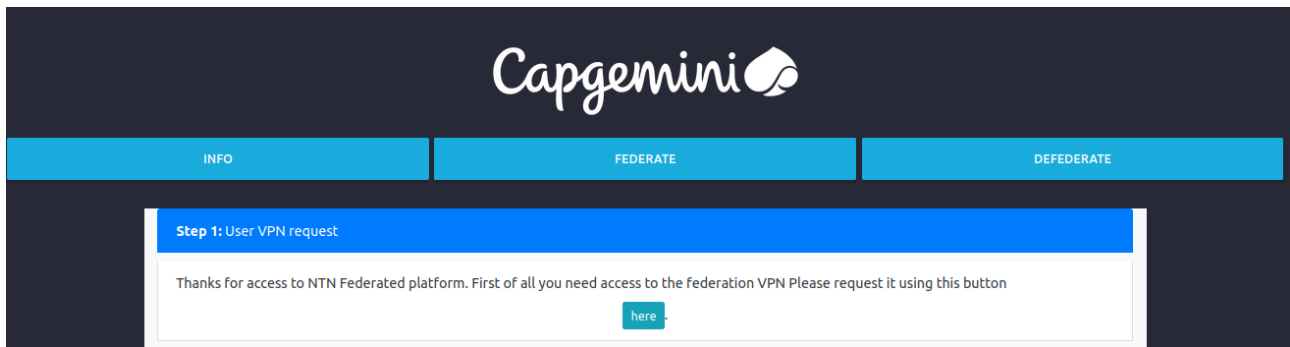 Capgemini
INFO
FEDERATE
DEFEDERATE
Step 1: User VPN request
Thanks for access to NTN Federated platform. First of all you need access to the federation VPN Please request it using this button
here .